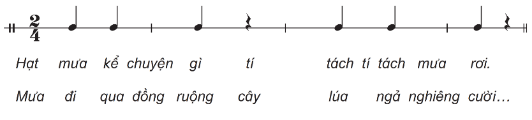 2
4
Hạt mưa kể chuyện gì tí tách tí tách mưa rơi.
Mưa đi qua đồng ruộng cây lúa ngả nghiêng cười...